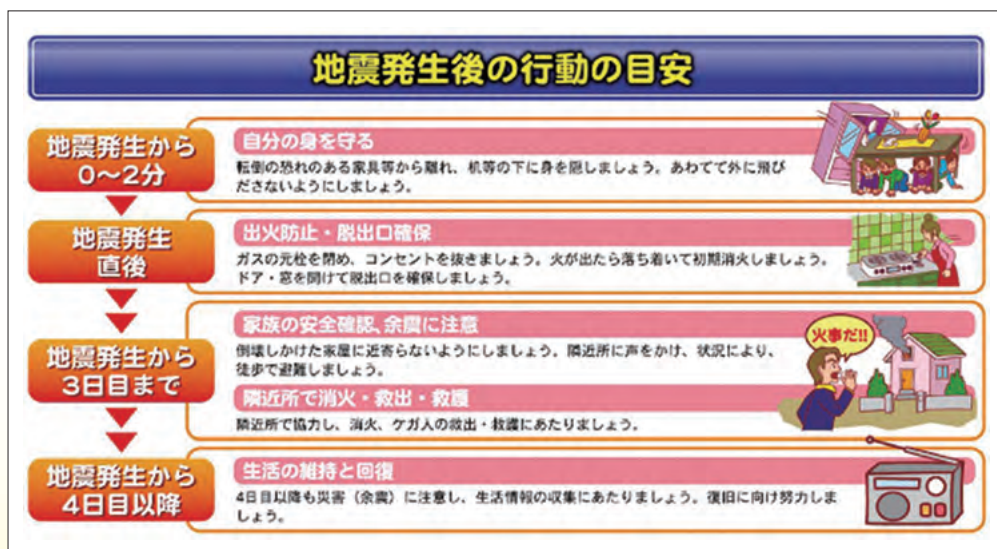 地震発生後の行動の目安
地震発生から
0～2分
自分の身を守る
転倒の恐れのある家具等から離れ、机等の下に身を隠しましょう。あわてて外に飛び
ださないようにしましょう。
地震発生
直後
出火防止・脱出口確保
ガスの元栓を閉め、コンセントを抜きましょう。火が出たら落ち着いて初期消火しましょう。
ドア・窓を開けて脱出口を確保しましょう。
地震発生から
3日目まで
家族の安全確認、余震に注意
倒壊しかけた家屋に近寄らないようにしましょう。隣近所に声をかけ、状況により、
徒歩で避難しましょう。
火事だ!!
隣近所で消火・救出・救護
隣近所で協力し、消火、ケガ人の救出・救護にあたりましょう。
地震発生から
4日目以降
生活の維持と回復
4日目以降も災害（余震）に注意し、生活情報の収集にあたりましょう。復旧に向け努力しま
しょう。